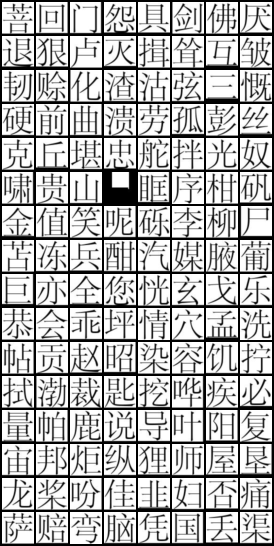 菩回门怨具剑佛厌
退狠卢灭揖耸互皱
韧赊化渣沽弦三慨
硬前曲溃劳孤彭丝
克丘堪忠舵拌光奴
啸贵山眶序柑矾
金值笑呢砾李柳尸
苫冻兵酣汽媒腋葡
巨亦全您恍玄戈乐
恭会乖坪情穴孟洗
帖贡赵昭染容饥拧
拭渤裁匙挖哗疾必
量帕鹿说导叶阳复
宙邦炬纵狸师屋垦
龙桨吩佳韭妇否痛
萨赔弯脑凭国丢渠